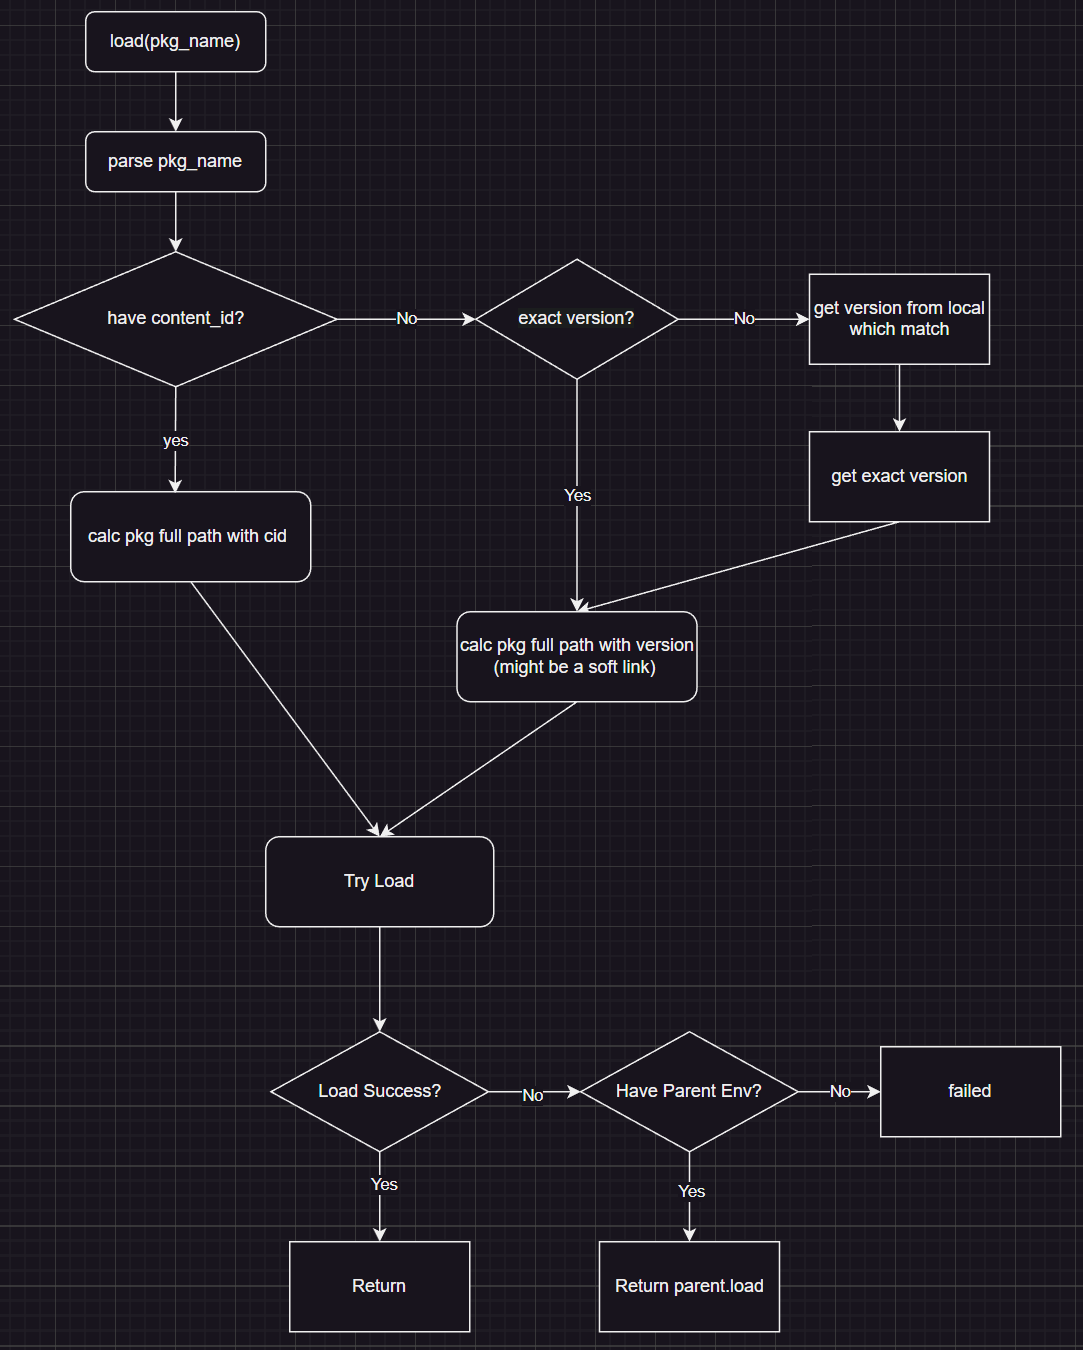 load(pkg_name)
parse pkg_name
have content_id?
No
exact version?
No
get version from local
which match
yes
get exact version
Yes
calc pkg full path with cid
calc pkg full path with version
(might be a soft link)
Try Load
Load Success?
No
Have Parent Env?
No
failed
Yes
Yes
Return
Return parent.load